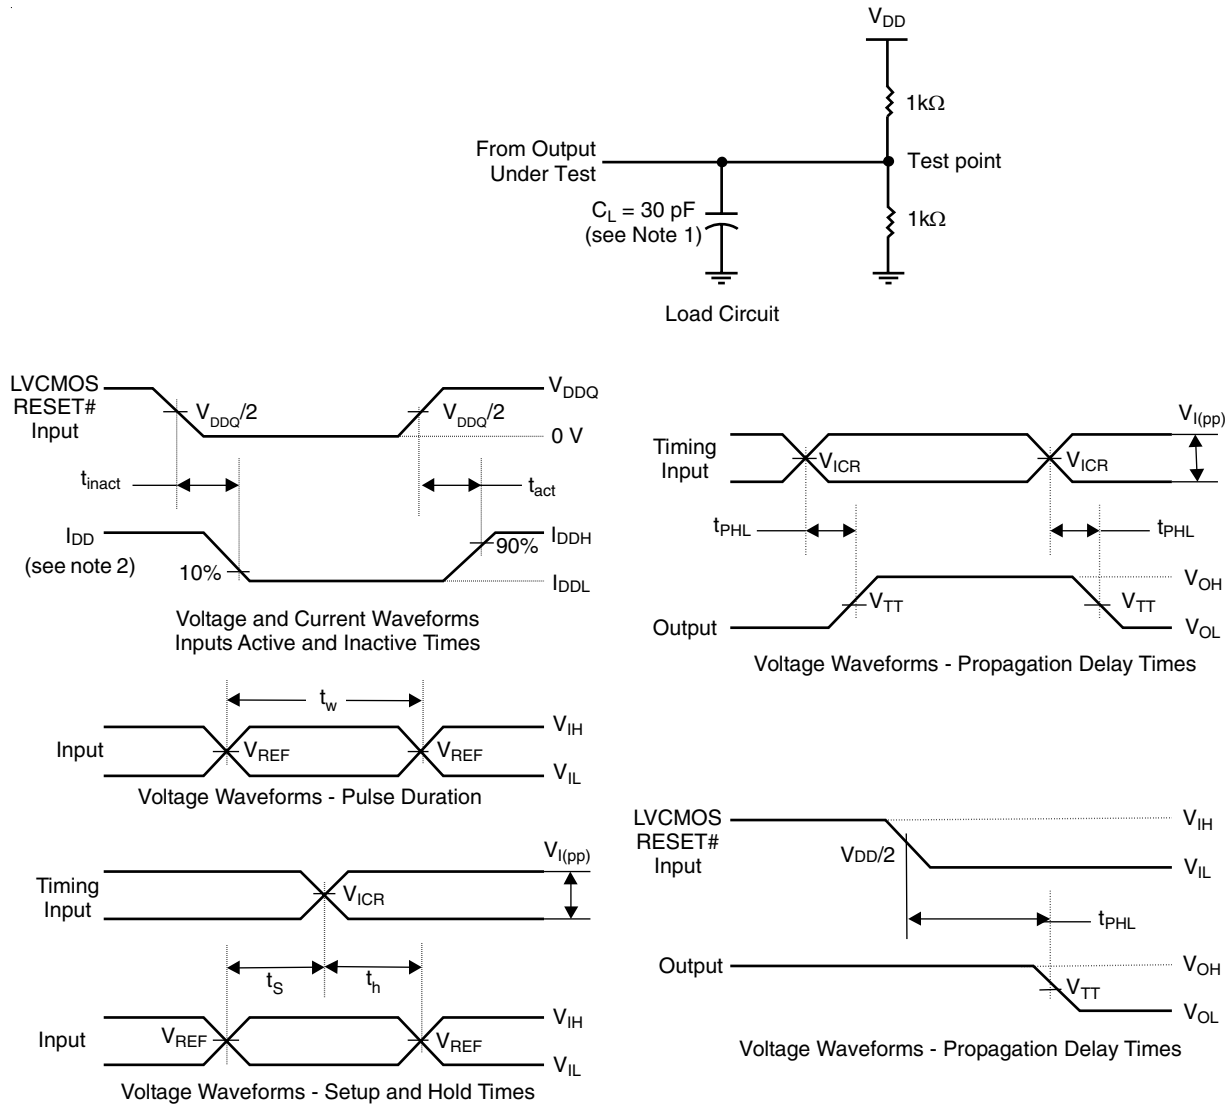 VDD
1kΩ
From Output
Under Test
Test point
CL = 30 pF
(see Note 1)
1kΩ
Load Circuit
LVCMOS
RESET#
Input
VDDQ/2
VDDQ/2
VDDQ
0 V
tinact
tact
IDD
(see note 2)
10%
90%
IDDH
IDDL
Voltage and Current Waveforms
Inputs Active and Inactive Times
tw
Input
VREF
VREF
VIH
VIL
Voltage Waveforms - Pulse Duration
Timing
Input
VICR
VI(pp)
tS
th
Input
VREF
VREF
VIH
VIL
Voltage Waveforms - Setup and Hold Times
Timing
Input
VICR
VICR
VI(pp)
tPHL
tPHL
Output
VTT
VTT
VOH
VOL
Voltage Waveforms - Propagation Delay Times
LVCMOS
RESET#
Input
VDD/2
VIH
VIL
tPHL
Output
VTT
VOH
VOL
Voltage Waveforms - Propagation Delay Times